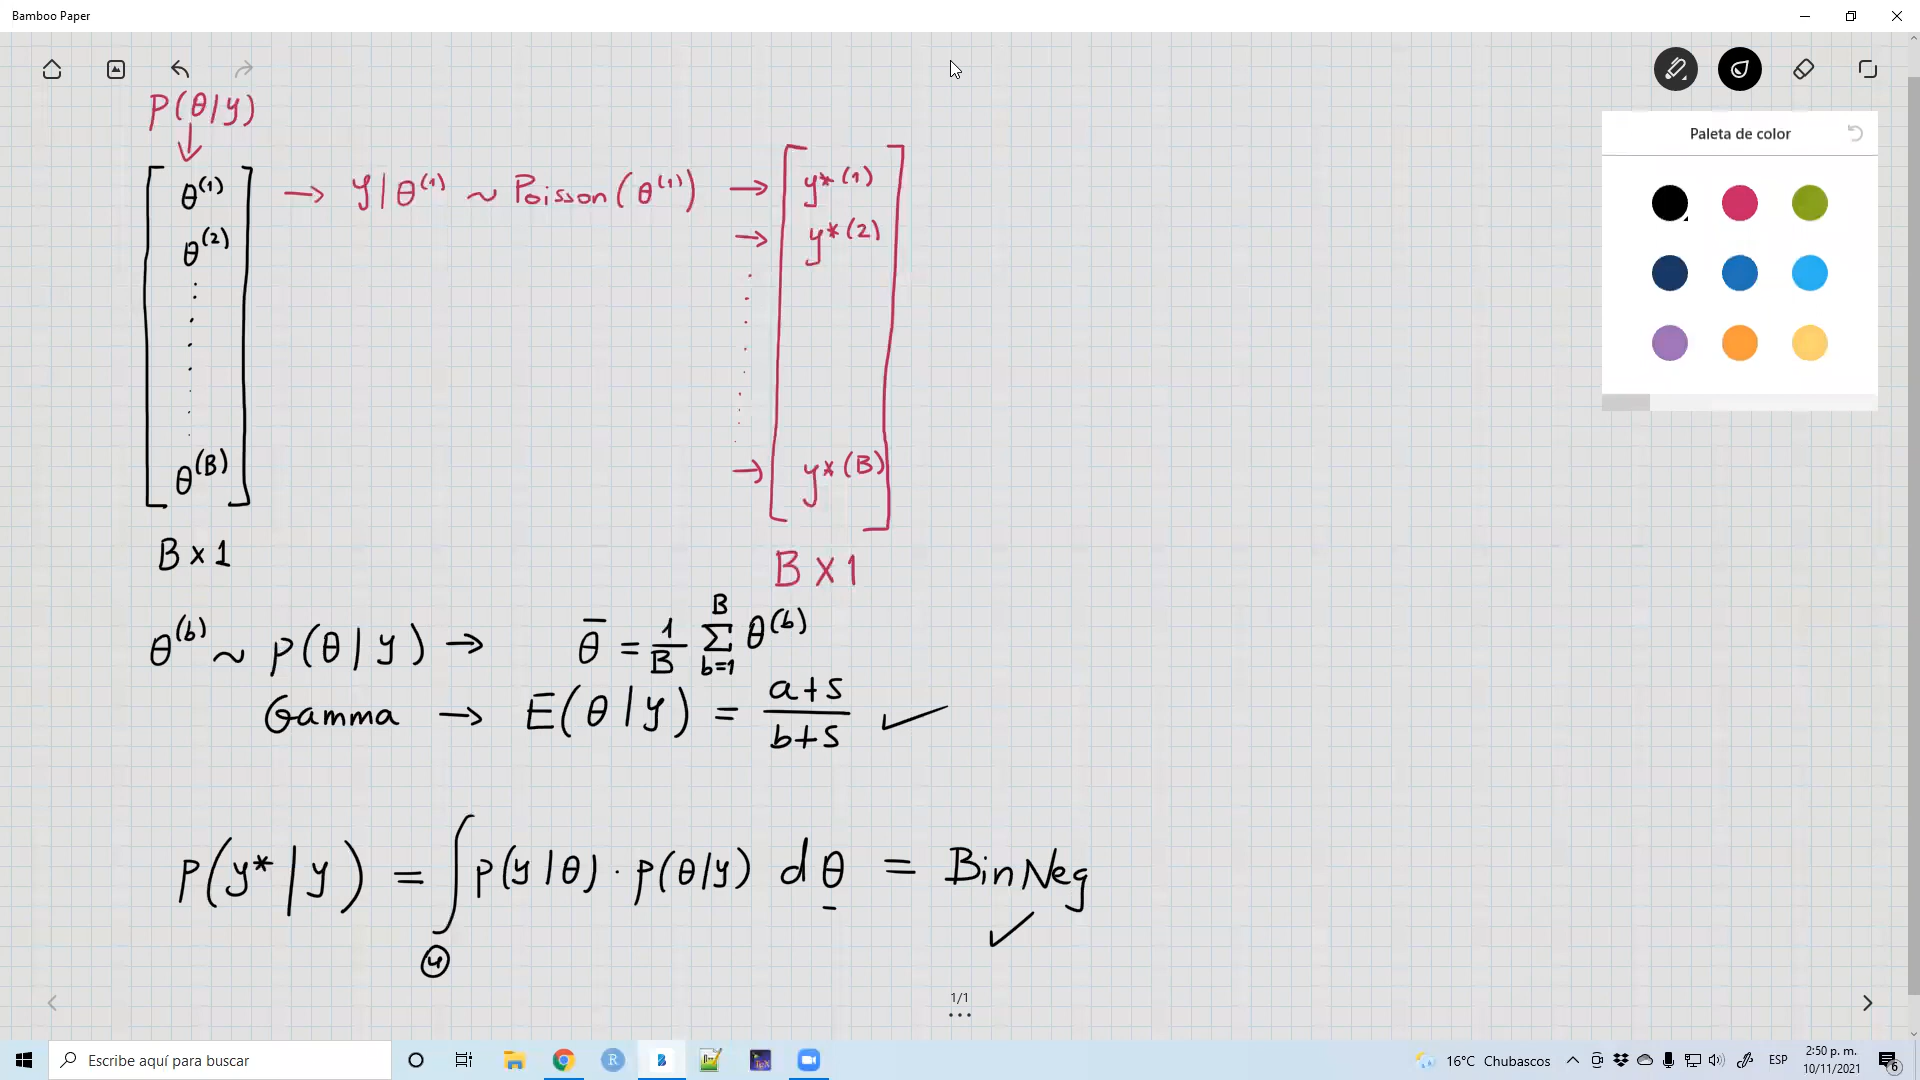 Bamboo Paper
P(θ|y)
θ^(1) → y|θ^(1) ~ Poisson(θ^(1)) → y*(1)
θ^(2) → y*(2)
θ^(B) → y*(B)
B×1
B×1
θ^(b) ~ p(θ|y) → θ̄ = 1/B ∑_{b=1}^{B} θ^(b)
Gamma → E(θ|y) = (a+s)/(b+s) ✓
P(y*|y) = ∫_Θ p(y|θ) · p(θ|y) dθ = BinNeg
✓
Paleta de color
1/1
Escribe aquí para buscar
16°C Chubascos
ESP
2:50 p. m.
10/11/2021
6